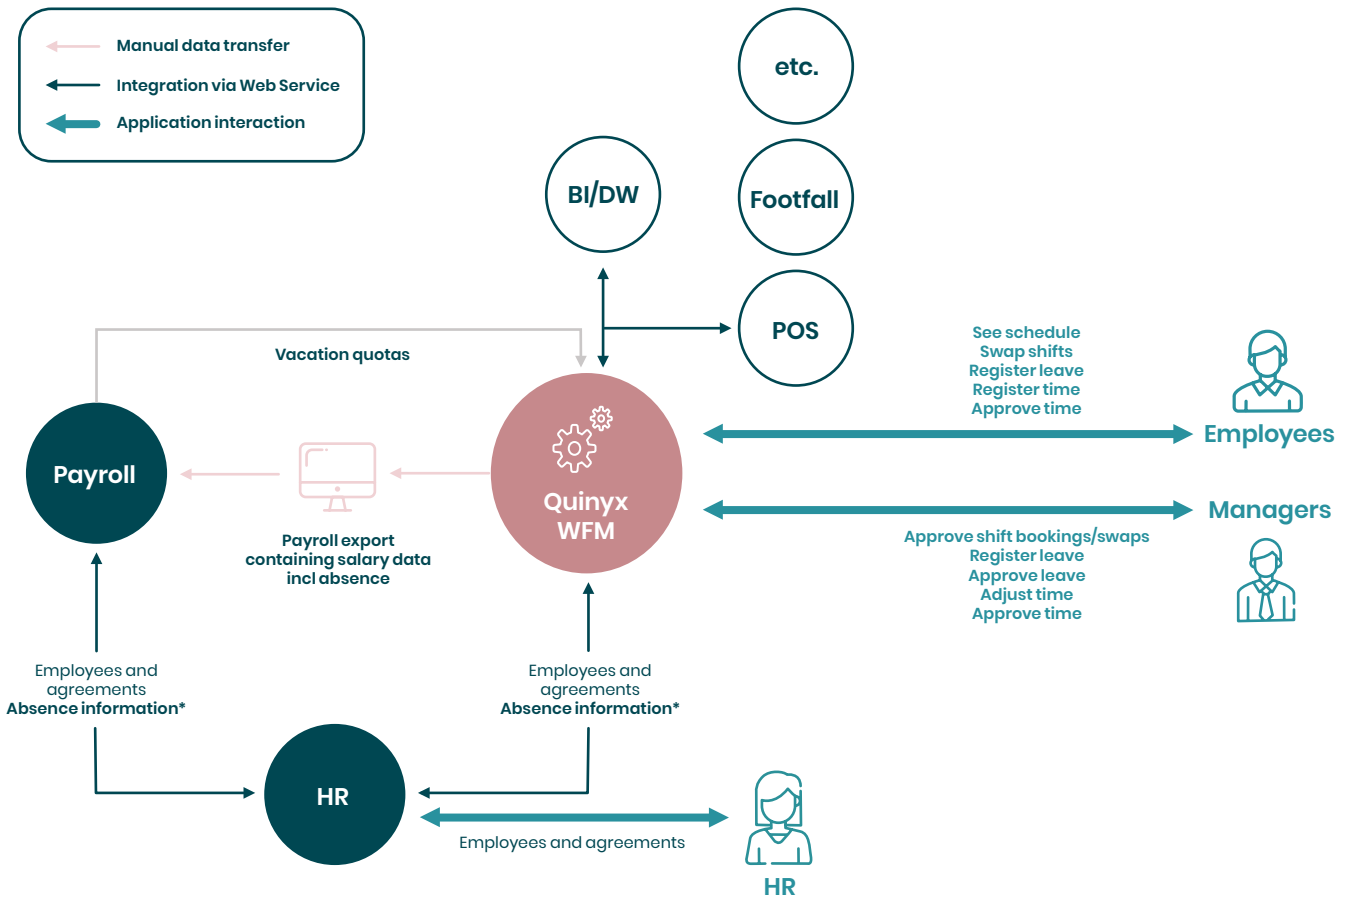 Manual data transfer
Integration via Web Service
Application interaction
etc.
BI/DW
Footfall
POS
Vacation quotas
See schedule
Swap shifts
Register leave
Register time
Approve time
Employees
Payroll
Quinyx
WFM
Managers
Payroll export
containing salary data
incl absence
Approve shift bookings/swaps
Register leave
Approve leave
Adjust time
Approve time
Employees and
agreements
Absence information*
Employees and
agreements
Absence information*
HR
Employees and agreements
HR